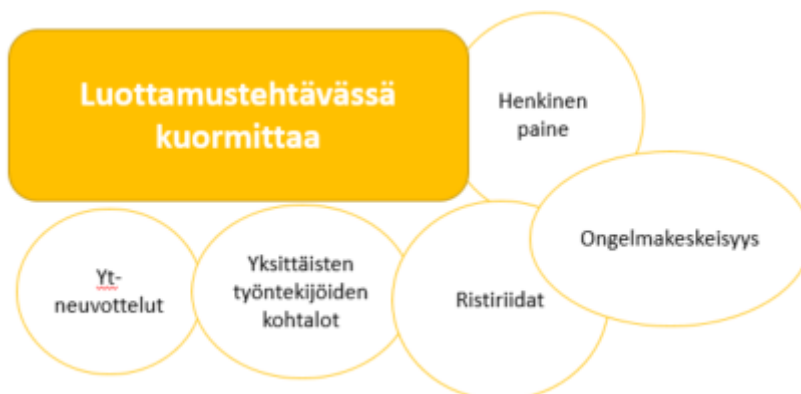 Luottamustehtävässä
kuormittaa
Henkinen
paine
Ongelmakeskeisyys
Yt-
neuvottelut
Yksittäisten
työntekijöiden
kohtalot
Ristiriidat